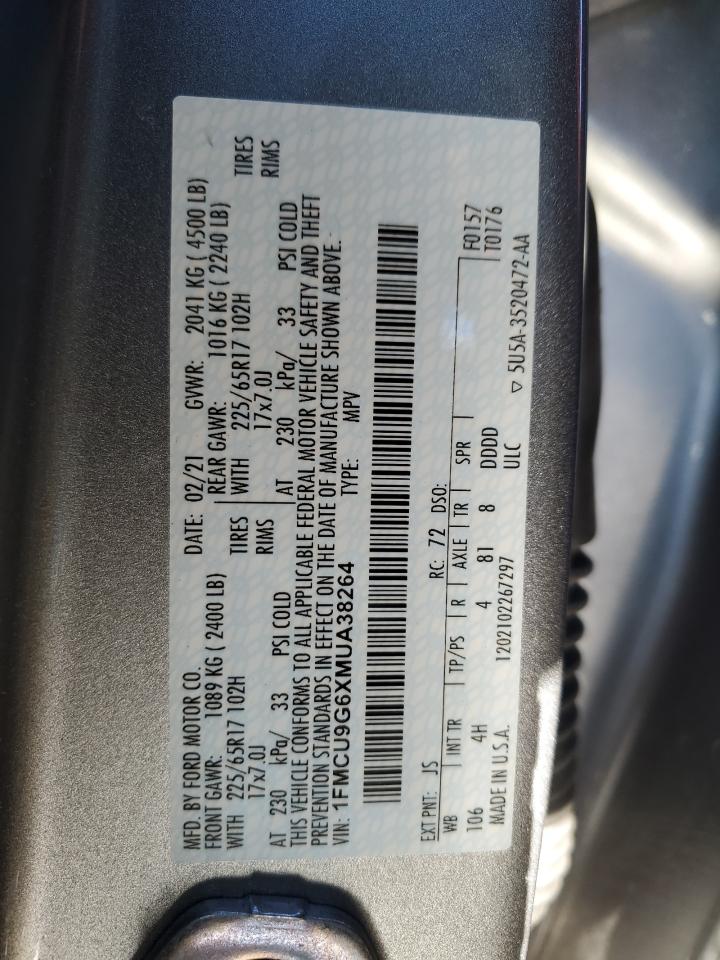 MFD. BY FORD MOTOR CO. DATE: 02/21 GVWR: 2041 KG ( 4500 LB)
FRONT GAWR: 1089 KG ( 2400 LB) REAR GAWR: 1016 KG ( 2240 LB)
WITH 225/65R17 102H TIRES WITH 225/65R17 102H TIRES
17x7.0J RIMS 17x7.0J RIMS
AT 230 kPa/ 33 PSI COLD AT 230 kPa/ 33 PSI COLD
THIS VEHICLE CONFORMS TO ALL APPLICABLE FEDERAL MOTOR VEHICLE SAFETY AND THEFT
PREVENTION STANDARDS IN EFFECT ON THE DATE OF MANUFACTURE SHOWN ABOVE.
VIN: 1FMCU9G6XMUA38264 TYPE: MPV
EXT PNT: JS RC: 72 DSO:
WB INT TR TP/PS R AXLE TR SPR F0157
106 4H 4 81 8 DDDD T0176
MADE IN U.S.A. 1202102267297 ULC ▽ 5U5A-3520472-AA